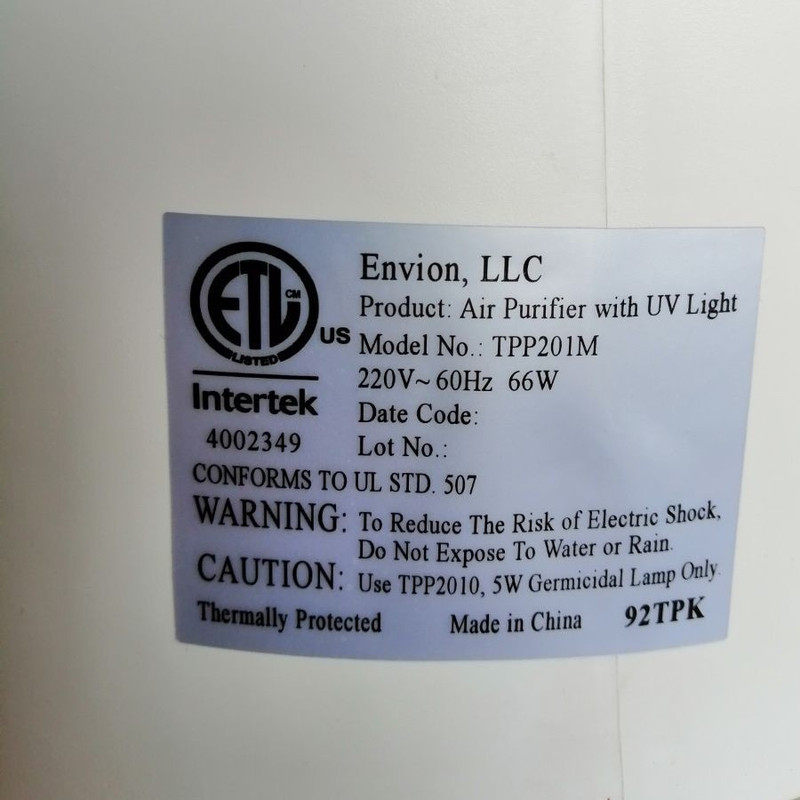 ETL CM
LISTED
US
Intertek
4002349
Envion, LLC
Product: Air Purifier with UV Light
Model No.: TPP201M
220V~ 60Hz 66W
Date Code:
Lot No.:
CONFORMS TO UL STD. 507
WARNING: To Reduce The Risk of Electric Shock,
Do Not Expose To Water or Rain.
CAUTION: Use TPP2010, 5W Germicidal Lamp Only.
Thermally Protected Made in China 92TPK